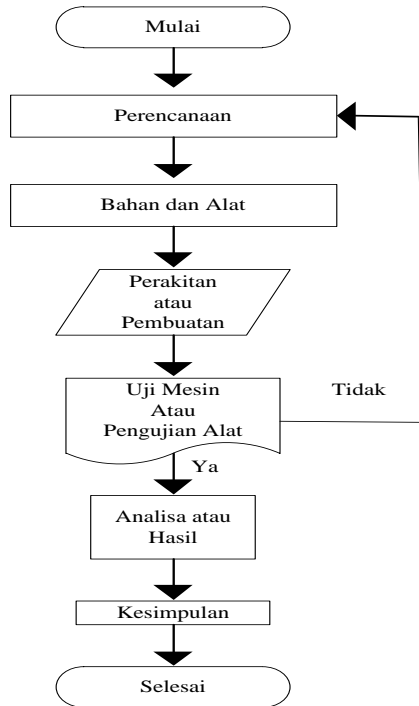 Mulai
Perencanaan
Bahan dan Alat
Perakitan
atau
Pembuatan
Uji Mesin
Atau
Pengujian Alat
Tidak
Ya
Analisa atau
Hasil
Kesimpulan
Selesai